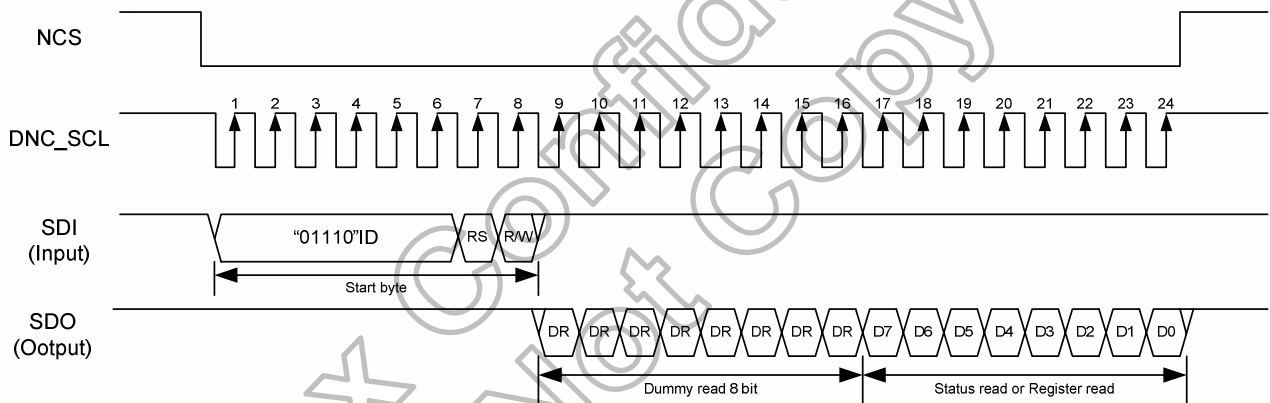 NCS
1 2 3 4 5 6 7 8 9 10 11 12 13 14 15 16 17 18 19 20 21 22 23 24
DNC_SCL
SDI
(Input)
"01110"ID RS R/W
Start byte
SDO
(Ootput)
DR DR DR DR DR DR DR DR D7 D6 D5 D4 D3 D2 D1 D0
Dummy read 8 bit Status read or Register read
Not Copy